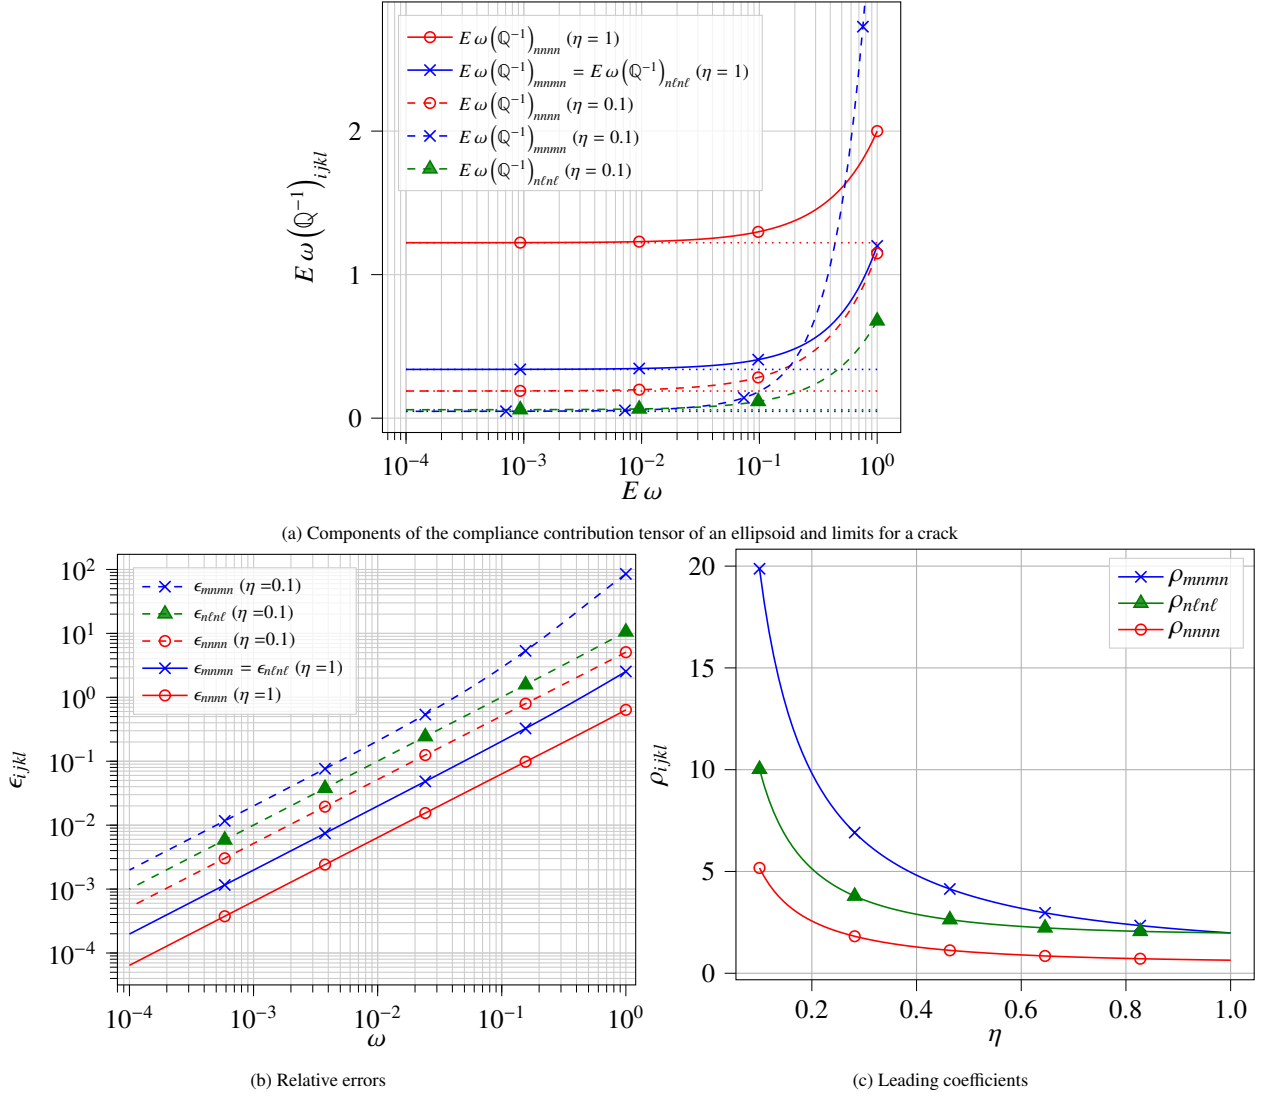 E ω(ℚ⁻¹)ₙₙₙₙ (η = 1)
E ω(ℚ⁻¹)ₘₙₘₙ = E ω(ℚ⁻¹)ₙℓₙℓ (η = 1)
E ω(ℚ⁻¹)ₙₙₙₙ (η = 0.1)
E ω(ℚ⁻¹)ₘₙₘₙ (η = 0.1)
E ω(ℚ⁻¹)ₙℓₙℓ (η = 0.1)
E ω(ℚ⁻¹)ᵢⱼₖₗ
2
1
0
10⁻⁴ 10⁻³ 10⁻² 10⁻¹ 10⁰
E ω
(a) Components of the compliance contribution tensor of an ellipsoid and limits for a crack
ϵₘₙₘₙ (η =0.1)
ϵₙℓₙℓ (η =0.1)
ϵₙₙₙₙ (η =0.1)
ϵₘₙₘₙ = ϵₙℓₙℓ (η =1)
ϵₙₙₙₙ (η =1)
ϵᵢⱼₖₗ
10²
10¹
10⁰
10⁻¹
10⁻²
10⁻³
10⁻⁴
10⁻⁴ 10⁻³ 10⁻² 10⁻¹ 10⁰
ω
(b) Relative errors
ρₘₙₘₙ
ρₙℓₙℓ
ρₙₙₙₙ
ρᵢⱼₖₗ
20
15
10
5
0
0.2 0.4 0.6 0.8 1.0
η
(c) Leading coefficients